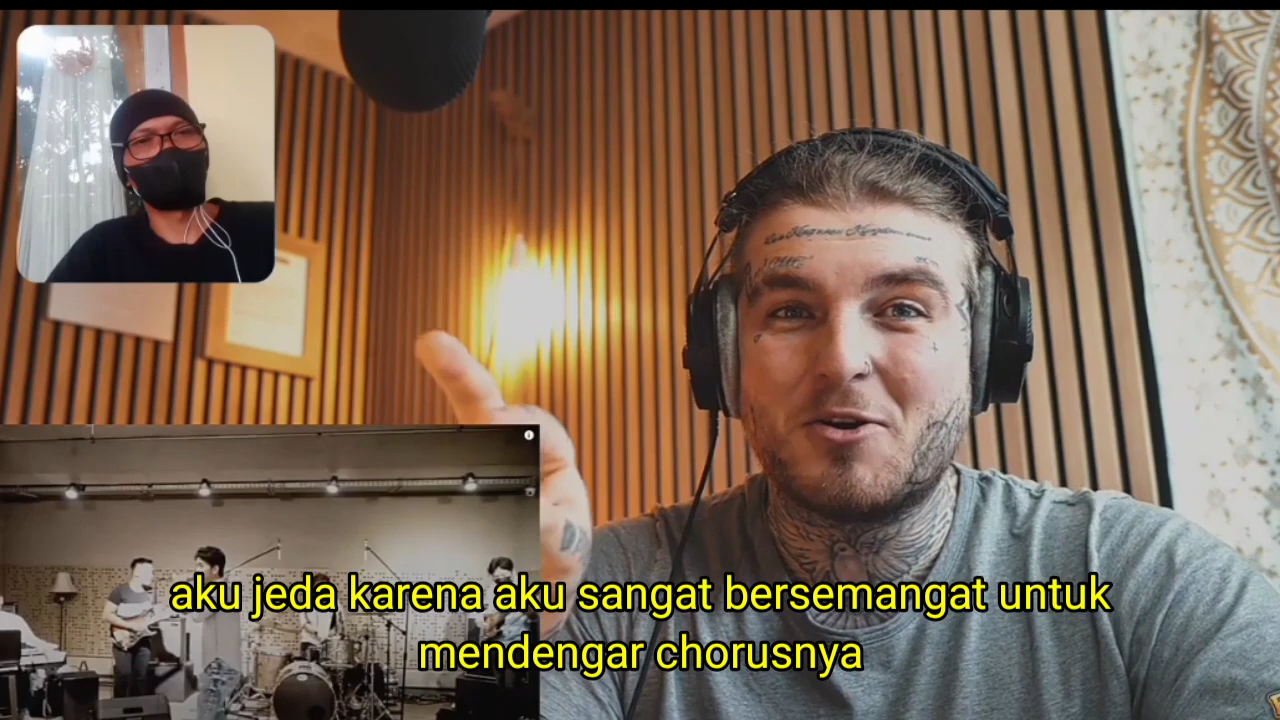 aku jeda karena aku sangat bersemangat untuk
mendengar chorusnya